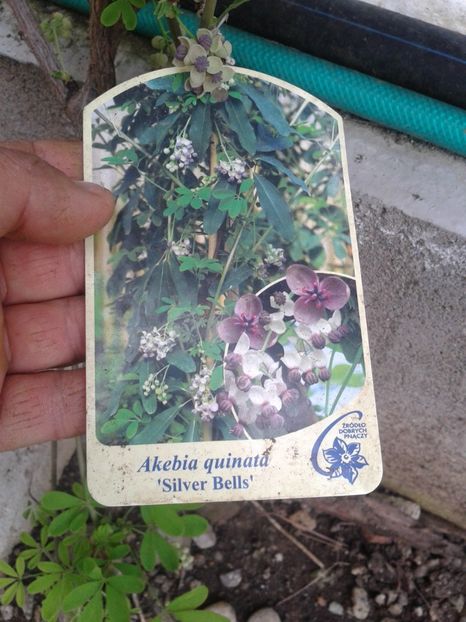 ŹRÓDŁO
DOBRYCH
PNĄCZY
Akebia quinata
'Silver Bells'